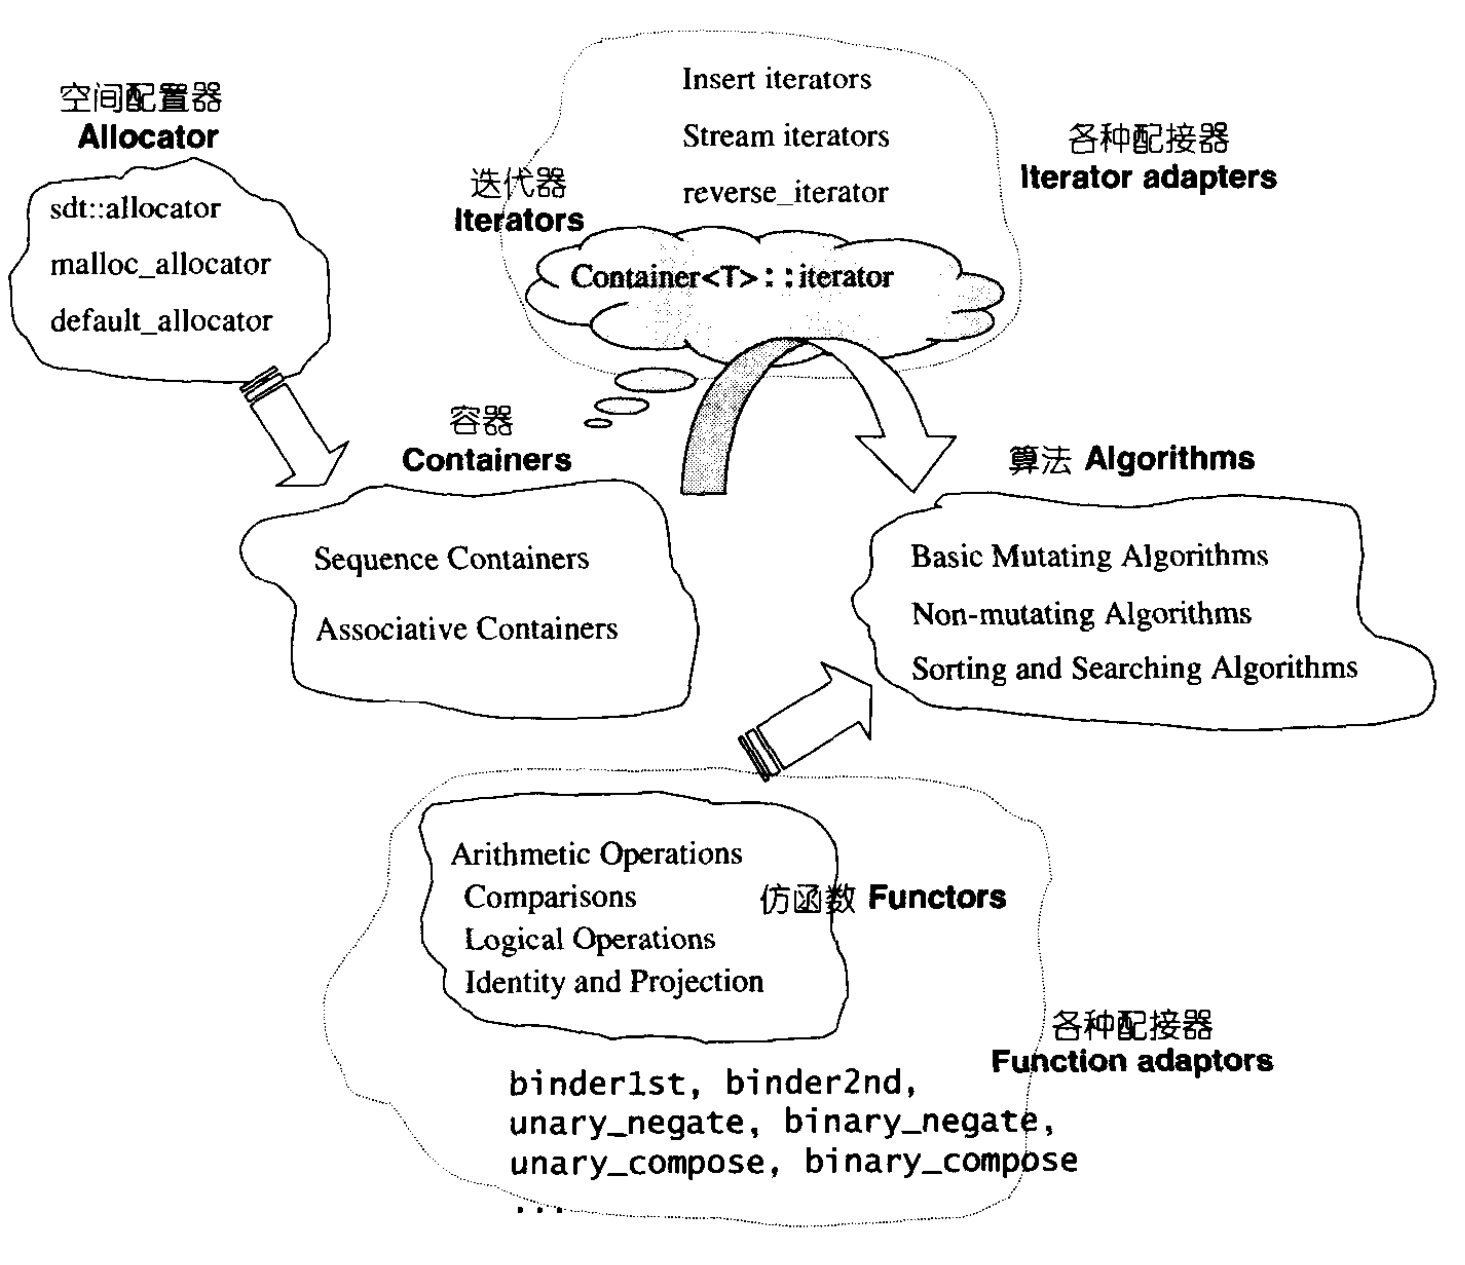 空间配置器
Allocator
sdt::allocator
malloc_allocator
default_allocator
Insert iterators
Stream iterators
reverse_iterator
各种配接器
Iterator adapters
迭代器
Iterators
Container<T>::iterator
容器
Containers
Sequence Containers
Associative Containers
算法 Algorithms
Basic Mutating Algorithms
Non-mutating Algorithms
Sorting and Searching Algorithms
Arithmetic Operations
Comparisons
Logical Operations
Identity and Projection
仿函数 Functors
各种配接器
Function adaptors
binder1st, binder2nd,
unary_negate, binary_negate,
unary_compose, binary_compose
...